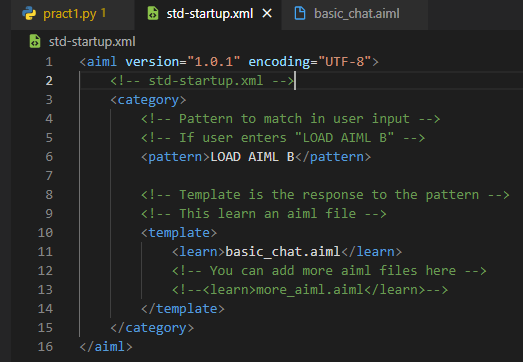 pract1.py 1 std-startup.xml × basic_chat.aiml
std-startup.xml
1 <aiml version="1.0.1" encoding="UTF-8">
2 <!-- std-startup.xml -->
3 <category>
4 <!-- Pattern to match in user input -->
5 <!-- If user enters "LOAD AIML B" -->
6 <pattern>LOAD AIML B</pattern>
7
8 <!-- Template is the response to the pattern -->
9 <!-- This learn an aiml file -->
10 <template>
11 <learn>basic_chat.aiml</learn>
12 <!-- You can add more aiml files here -->
13 <!--<learn>more_aiml.aiml</learn>-->
14 </template>
15 </category>
16 </aiml>